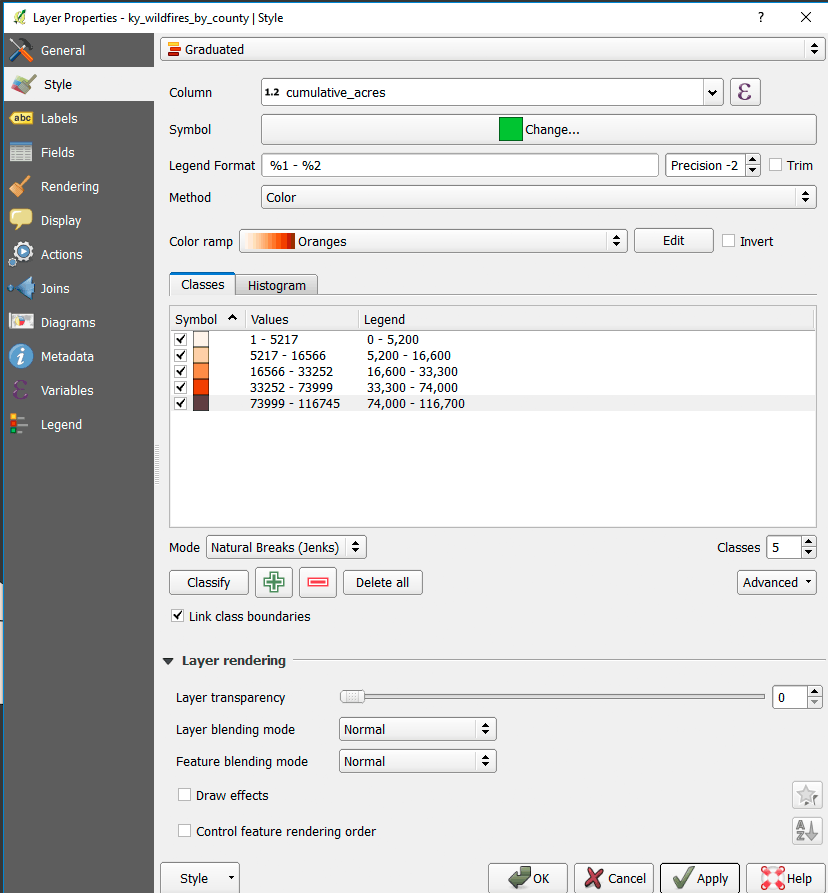 Layer Properties - ky_wildfires_by_county | Style ?
General
Style
abc Labels
Fields
Rendering
Display
Actions
Joins
Diagrams
Metadata
Variables
Legend
Graduated
Column 1.2 cumulative_acres ε
Symbol Change...
Legend Format %1 - %2 Precision -2 Trim
Method Color
Color ramp Oranges Edit Invert
Classes Histogram
Symbol Values Legend
1 - 5217 0 - 5,200
5217 - 16566 5,200 - 16,600
16566 - 33252 16,600 - 33,300
33252 - 73999 33,300 - 74,000
73999 - 116745 74,000 - 116,700
Mode Natural Breaks (Jenks) Classes 5
Classify Delete all Advanced
Link class boundaries
Layer rendering
Layer transparency 0
Layer blending mode Normal
Feature blending mode Normal
Draw effects
Control feature rendering order
Style OK Cancel Apply Help